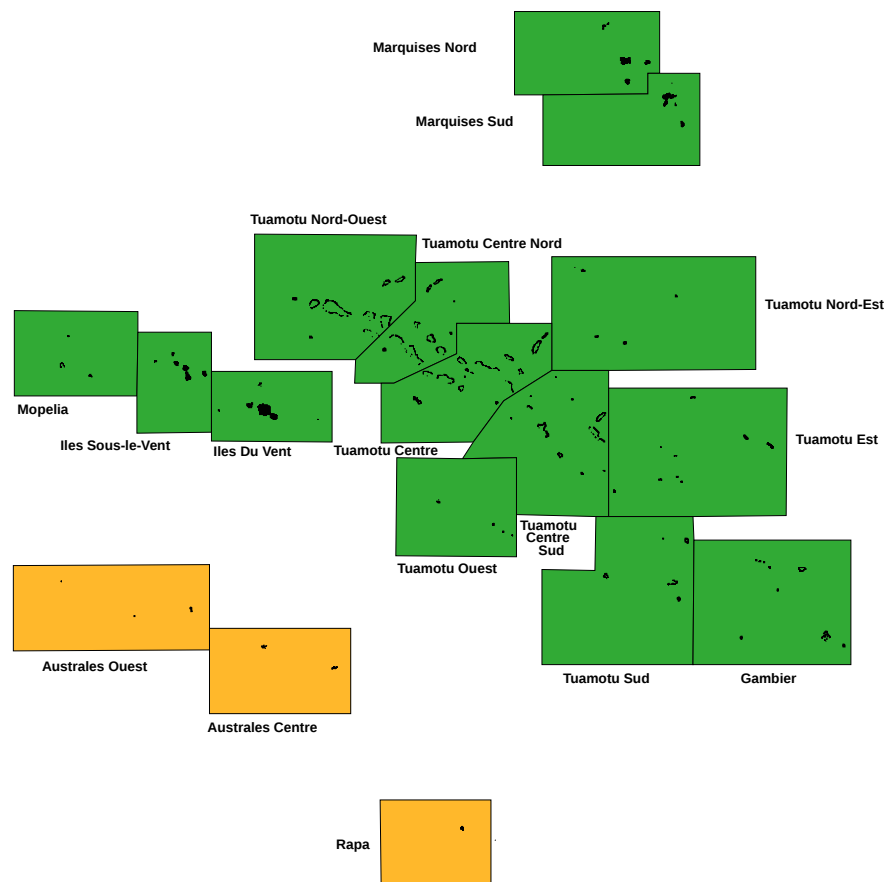 Marquises Nord
Marquises Sud
Tuamotu Nord-Ouest
Tuamotu Centre Nord
Tuamotu Nord-Est
Mopelia
Iles Sous-le-Vent
Iles Du Vent
Tuamotu Centre
Tuamotu Est
Tuamotu
Centre
Sud
Tuamotu Ouest
Australes Ouest
Tuamotu Sud
Gambier
Australes Centre
Rapa